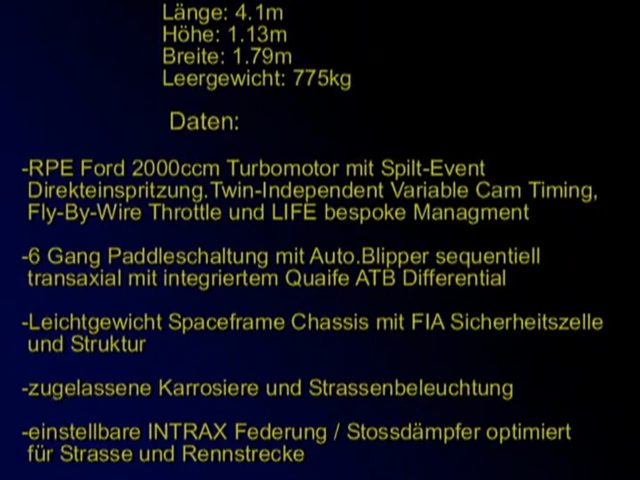 Länge: 4.1m
Höhe: 1.13m
Breite: 1.79m
Leergewicht: 775kg
Daten:
-RPE Ford 2000ccm Turbomotor mit Spilt-Event
Direkteinspritzung.Twin-Independent Variable Cam Timing,
Fly-By-Wire Throttle und LIFE bespoke Managment
-6 Gang Paddleschaltung mit Auto.Blipper sequentiell
transaxial mit integriertem Quaife ATB Differential
-Leichtgewicht Spaceframe Chassis mit FIA Sicherheitszelle
und Struktur
-zugelassene Karrosiere und Strassenbeleuchtung
-einstellbare INTRAX Federung / Stossdämpfer optimiert
für Strasse und Rennstrecke